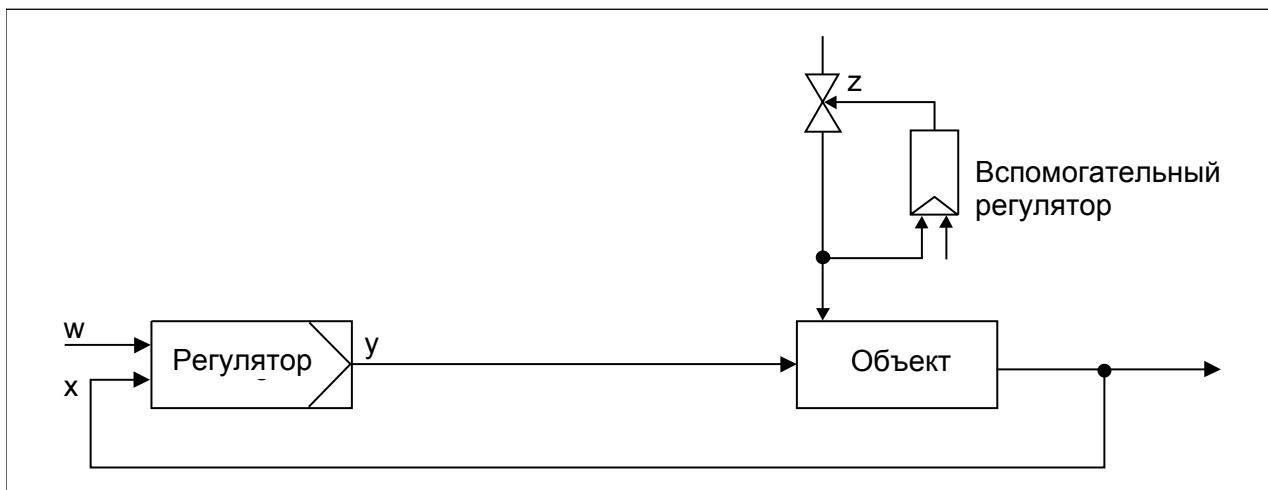 z
Вспомогательный
регулятор
w
Регулятор
y
Объект
x